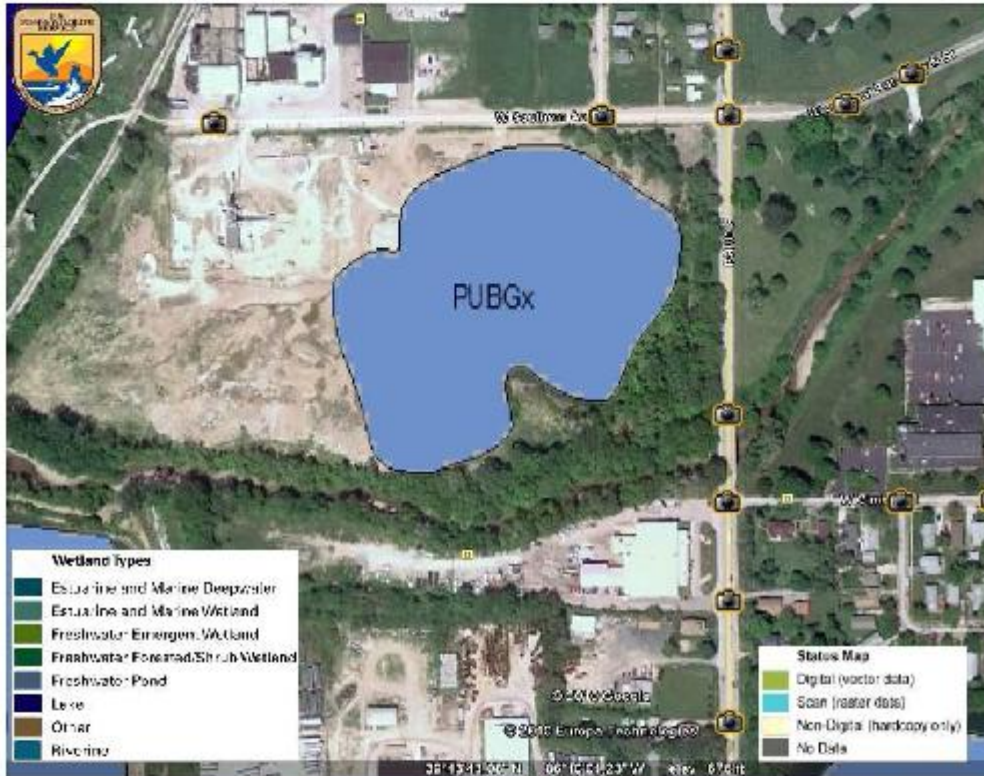 PUBGx
Wetland Types
Estuarine and Marine Deepwater
Estuarine and Marine Wetland
Freshwater Emergent Wetland
Freshwater Forested/Shrub Wetland
Freshwater Pond
Lake
Other
Riverine
Status Map
Digital (vector data)
Scan (raster data)
Non-Digital (hardcopy only)
No Data
© 2010 Google
© 2010 Europa Technologies